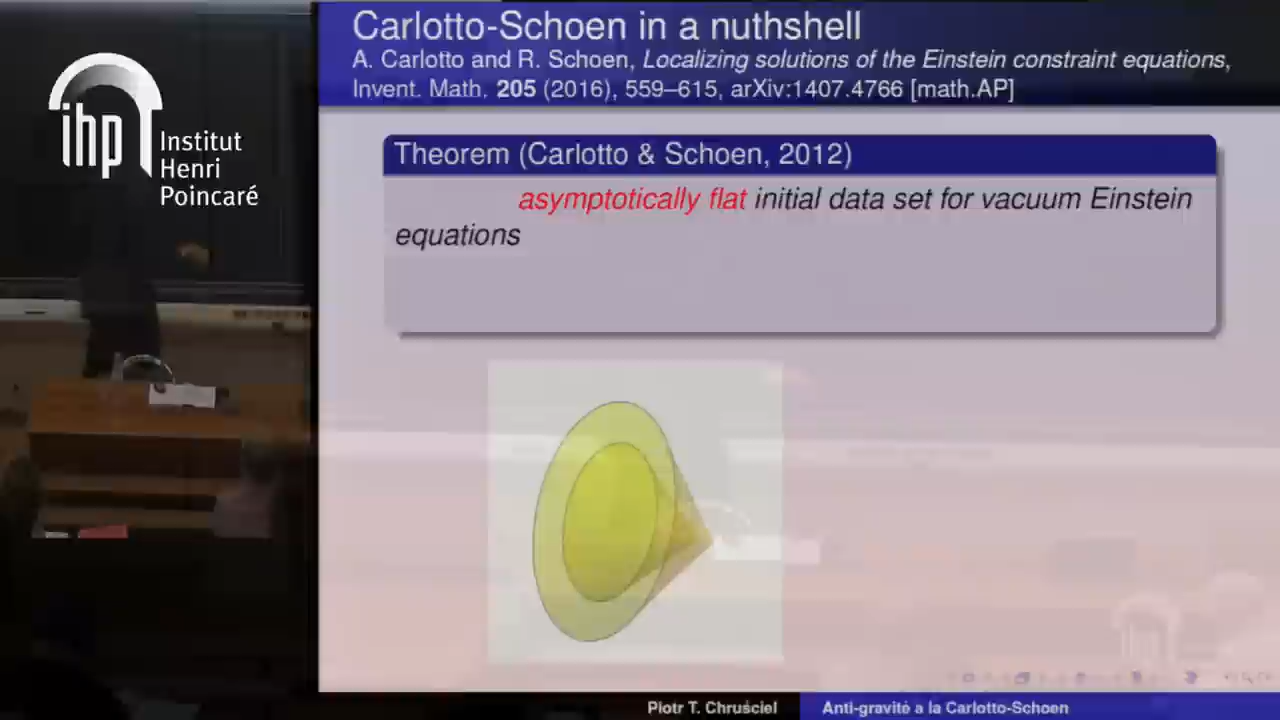 Carlotto-Schoen in a nuthshell
A. Carlotto and R. Schoen, Localizing solutions of the Einstein constraint equations,
Invent. Math. 205 (2016), 559–615, arXiv:1407.4766 [math.AP]
ihp Institut
Henri
Poincaré
Theorem (Carlotto & Schoen, 2012)
asymptotically flat initial data set for vacuum Einstein
equations
Piotr T. Chruściel
Anti-gravité a la Carlotto-Schoen